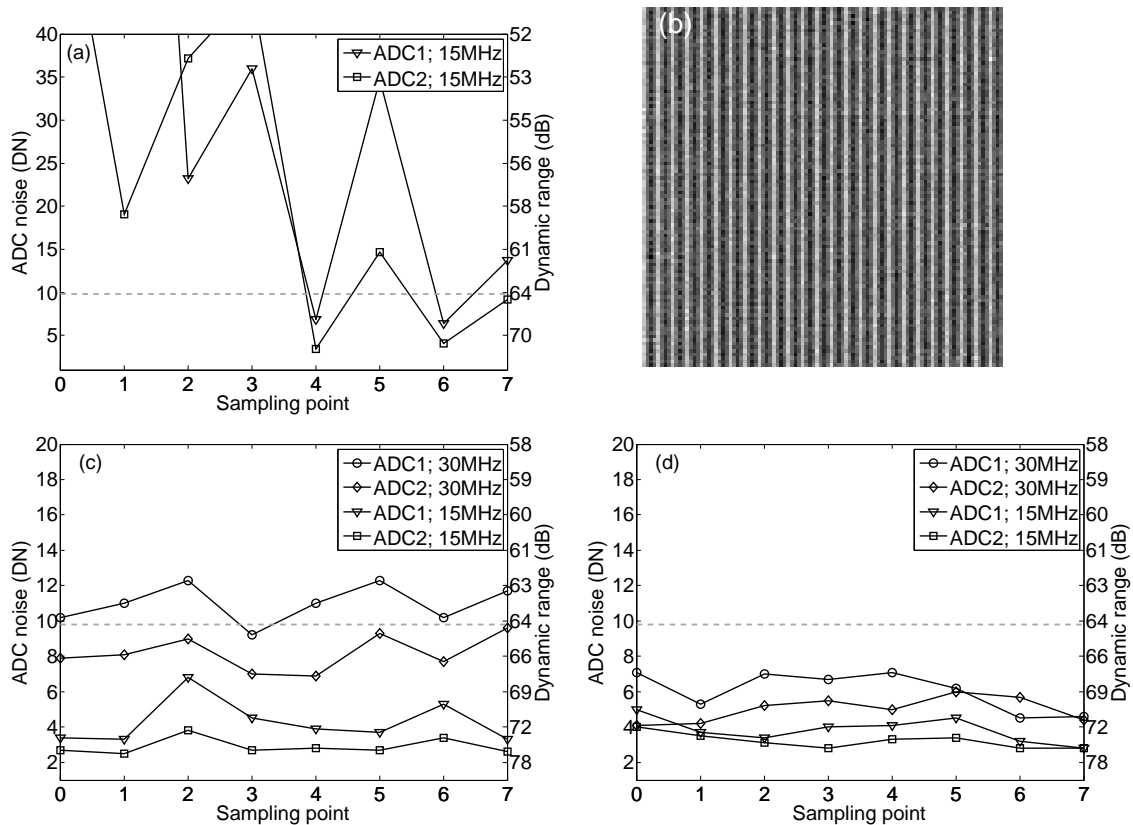 (a)
ADC1; 15MHz
ADC2; 15MHz
40
35
30
25
20
15
10
5
52
53
55
56
58
61
64
70
ADC noise (DN)
Dynamic range (dB)
0 1 2 3 4 5 6 7
Sampling point
(b)
(c)
ADC1; 30MHz
ADC2; 30MHz
ADC1; 15MHz
ADC2; 15MHz
20
18
16
14
12
10
8
6
4
2
58
59
60
61
63
64
66
69
72
78
ADC noise (DN)
Dynamic range (dB)
0 1 2 3 4 5 6 7
Sampling point
(d)
ADC1; 30MHz
ADC2; 30MHz
ADC1; 15MHz
ADC2; 15MHz
20
18
16
14
12
10
8
6
4
2
58
59
60
61
63
64
66
69
72
78
ADC noise (DN)
Dynamic range (dB)
0 1 2 3 4 5 6 7
Sampling point